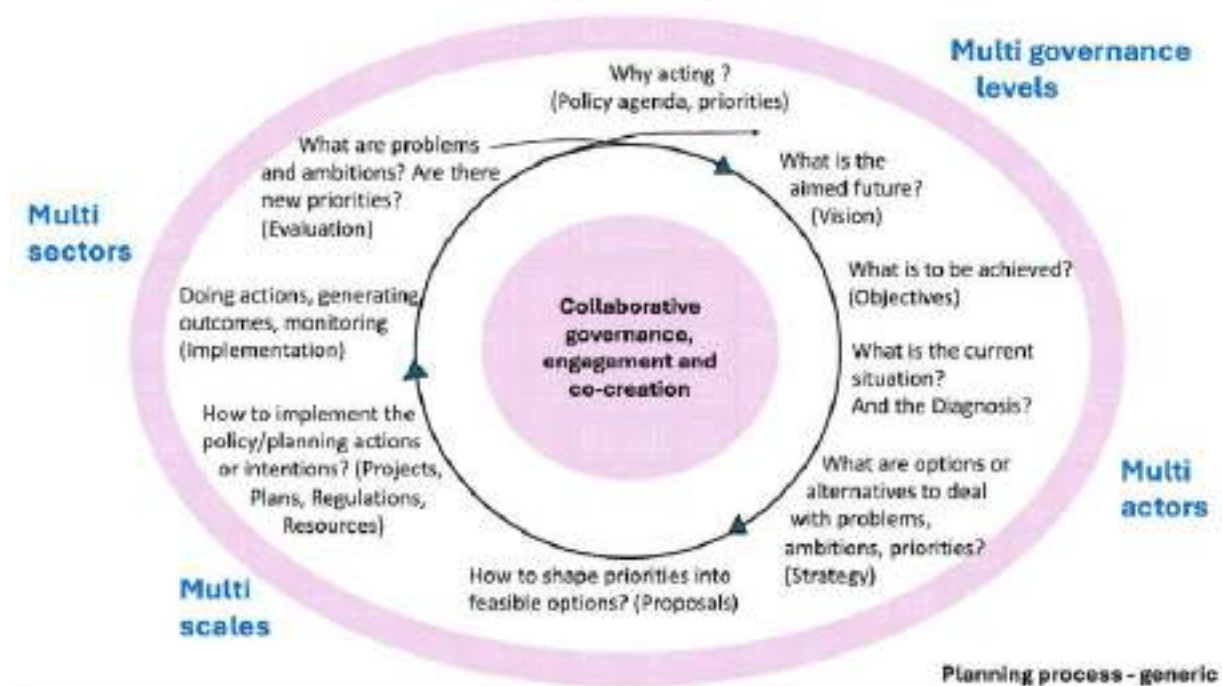 Multi governance
levels
Why acting ?
(Policy agenda, priorities)
What is the
aimed future?
(Vision)
What is to be achieved?
(Objectives)
What is the current
situation?
And the Diagnosis?
What are options or
alternatives to deal
with problems,
ambitions, priorities?
(Strategy)
Multi
actors
How to shape priorities into
feasible options? (Proposals)
Multi
scales
How to implement the
policy/planning actions
or intentions? (Projects,
Plans, Regulations,
Resources)
Doing actions, generating
outcomes, monitoring
(Implementation)
Multi
sectors
What are problems
and ambitions? Are there
new priorities?
(Evaluation)
Collaborative
governance,
engagement and
co-creation
Planning process - generic